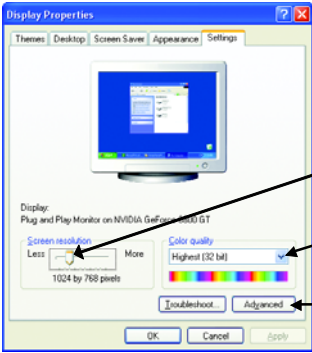 Display Properties
Themes Desktop Screen Saver Appearance Settings
Display:
Plug and Play Monitor on NVIDIA GeForce 6800 GT
Screen resolution
Less More
1024 by 768 pixels
Color quality
Highest (32 bit)
Troubleshoot... Advanced
OK Cancel Apply